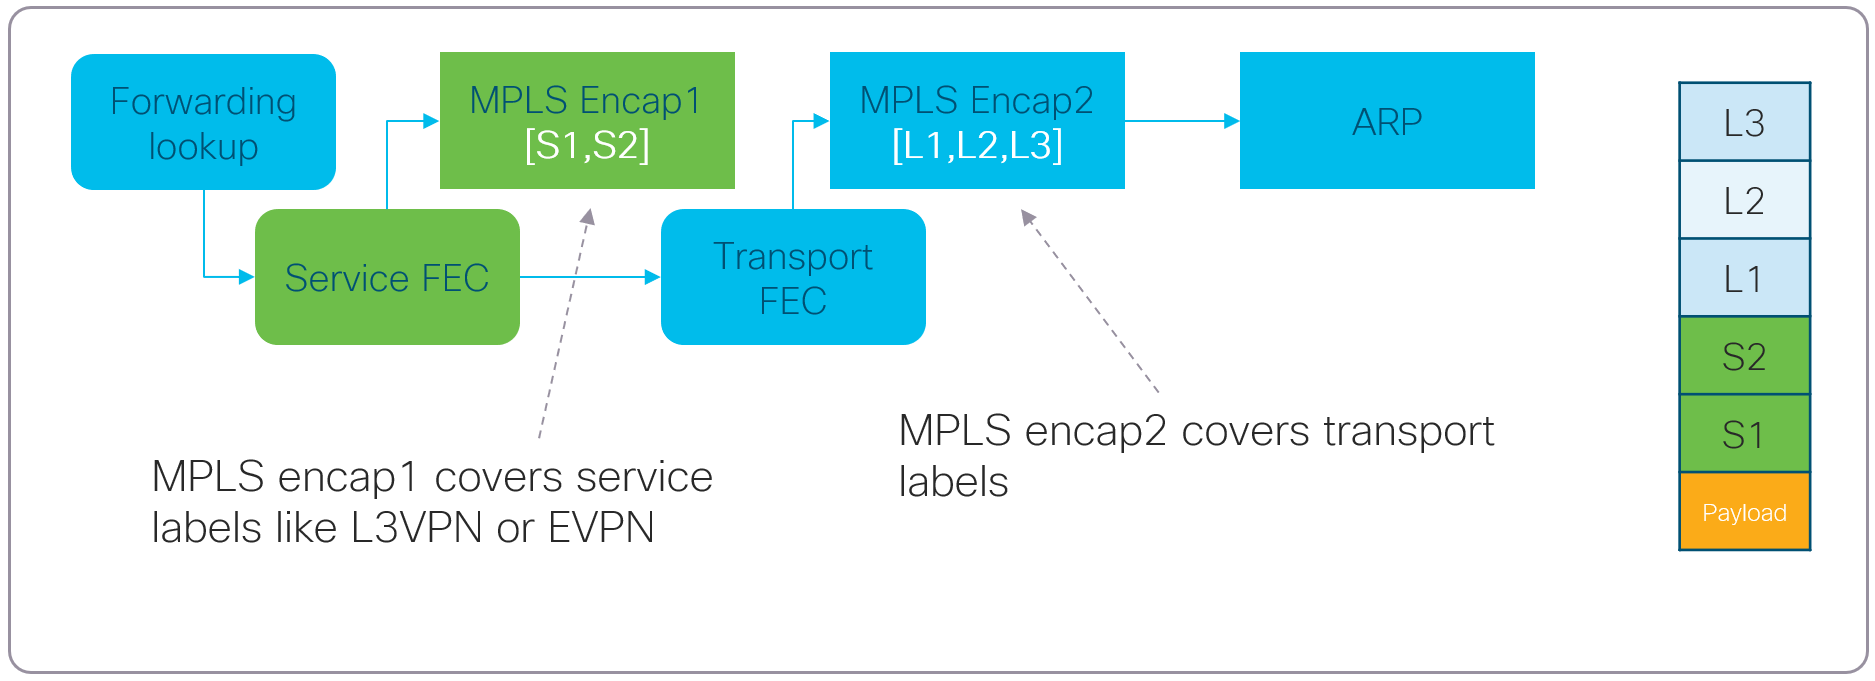 Forwarding
lookup
MPLS Encap1
[S1,S2]
MPLS Encap2
[L1,L2,L3]
ARP
Service FEC
Transport
FEC
MPLS encap1 covers service
labels like L3VPN or EVPN
MPLS encap2 covers transport
labels
L3
L2
L1
S2
S1
Payload